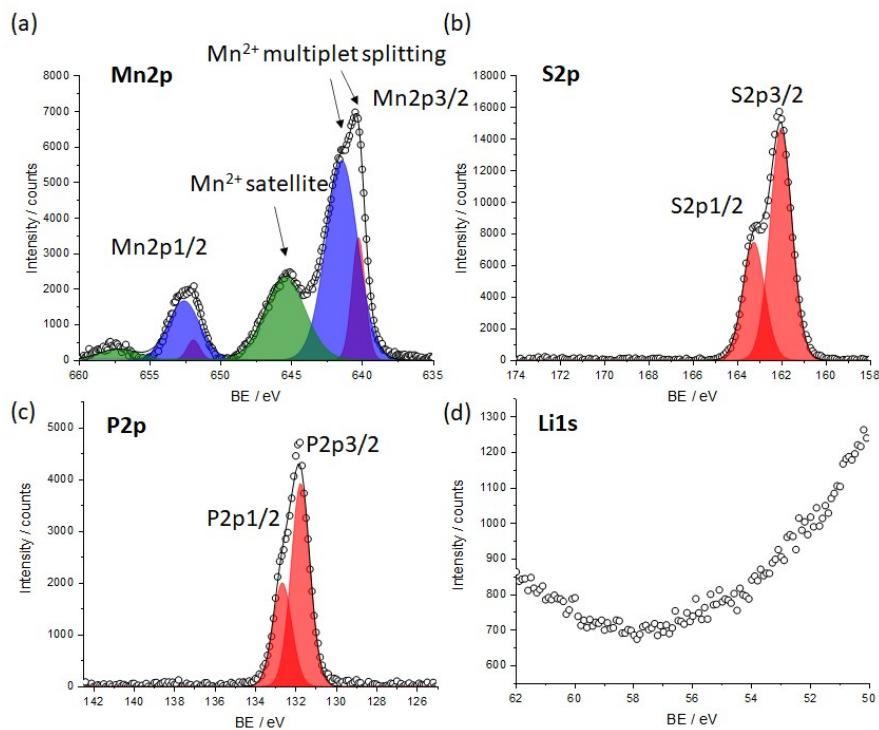 (a)
Mn2p
Mn²⁺ multiplet splitting
Mn2p3/2
Mn²⁺ satellite
Mn2p1/2
Intensity / counts
8000
7000
6000
5000
4000
3000
2000
1000
0
660 655 650 645 640 635
BE / eV
(b)
S2p
S2p3/2
S2p1/2
Intensity / counts
18000
16000
14000
12000
10000
8000
6000
4000
2000
0
174 172 170 168 166 164 162 160 158
BE / eV
(c)
P2p
P2p3/2
P2p1/2
Intensity / counts
5000
4000
3000
2000
1000
0
142 140 138 136 134 132 130 128 126
BE / eV
(d)
Li1s
Intensity / counts
1300
1200
1100
1000
900
800
700
600
62 60 58 56 54 52 50
BE / eV